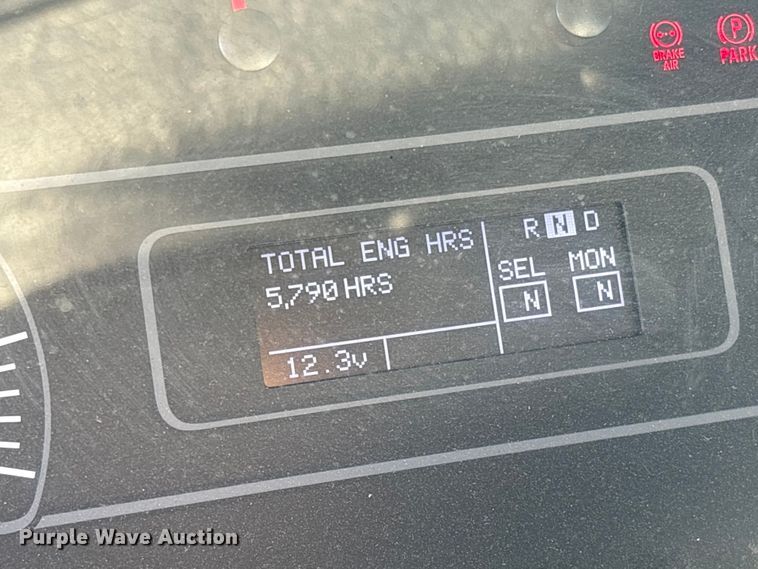 BRAKE
AIR
P
PARK
R N D
TOTAL ENG HRS
5,790 HRS
SEL MON
N N
12.3v
Purple Wave Auction